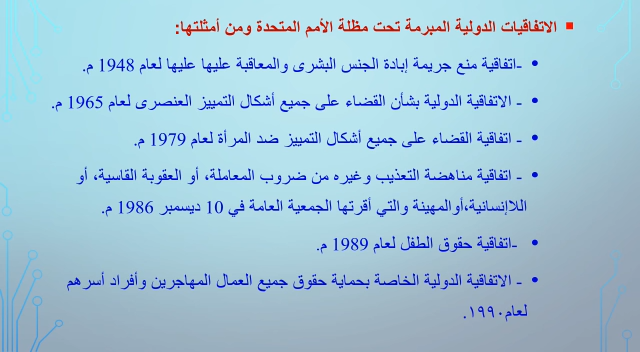 الاتفاقيات الدولية المبرمة تحت مظلة الأمم المتحدة ومن أمثلتها:
-اتفاقية منع جريمة إبادة الجنس البشرى والمعاقبة عليها عليها لعام 1948 م.
- الاتفاقية الدولية بشأن القضاء على جميع أشكال التمييز العنصرى لعام 1965 م.
- اتفاقية القضاء على جميع أشكال التمييز ضد المرأة لعام 1979 م.
- اتفاقية مناهضة التعذيب وغيره من ضروب المعاملة، أو العقوبة القاسية، أو
اللاإنسانية،أوالمهينة والتي أقرتها الجمعية العامة في 10 ديسمبر 1986 م.
-اتفاقية حقوق الطفل لعام 1989 م.
- الاتفاقية الدولية الخاصة بحماية حقوق جميع العمال المهاجرين وأفراد أسرهم
لعام١٩٩٠.